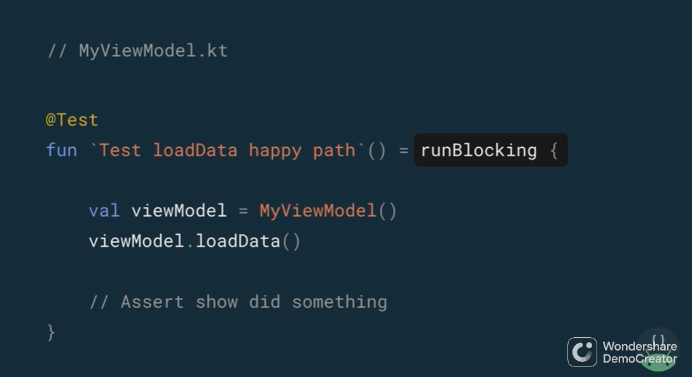 // MyViewModel.kt
@Test
fun `Test loadData happy path`() = runBlocking {
val viewModel = MyViewModel()
viewModel.loadData()
// Assert show did something
}
{ }
Wondershare
DemoCreator